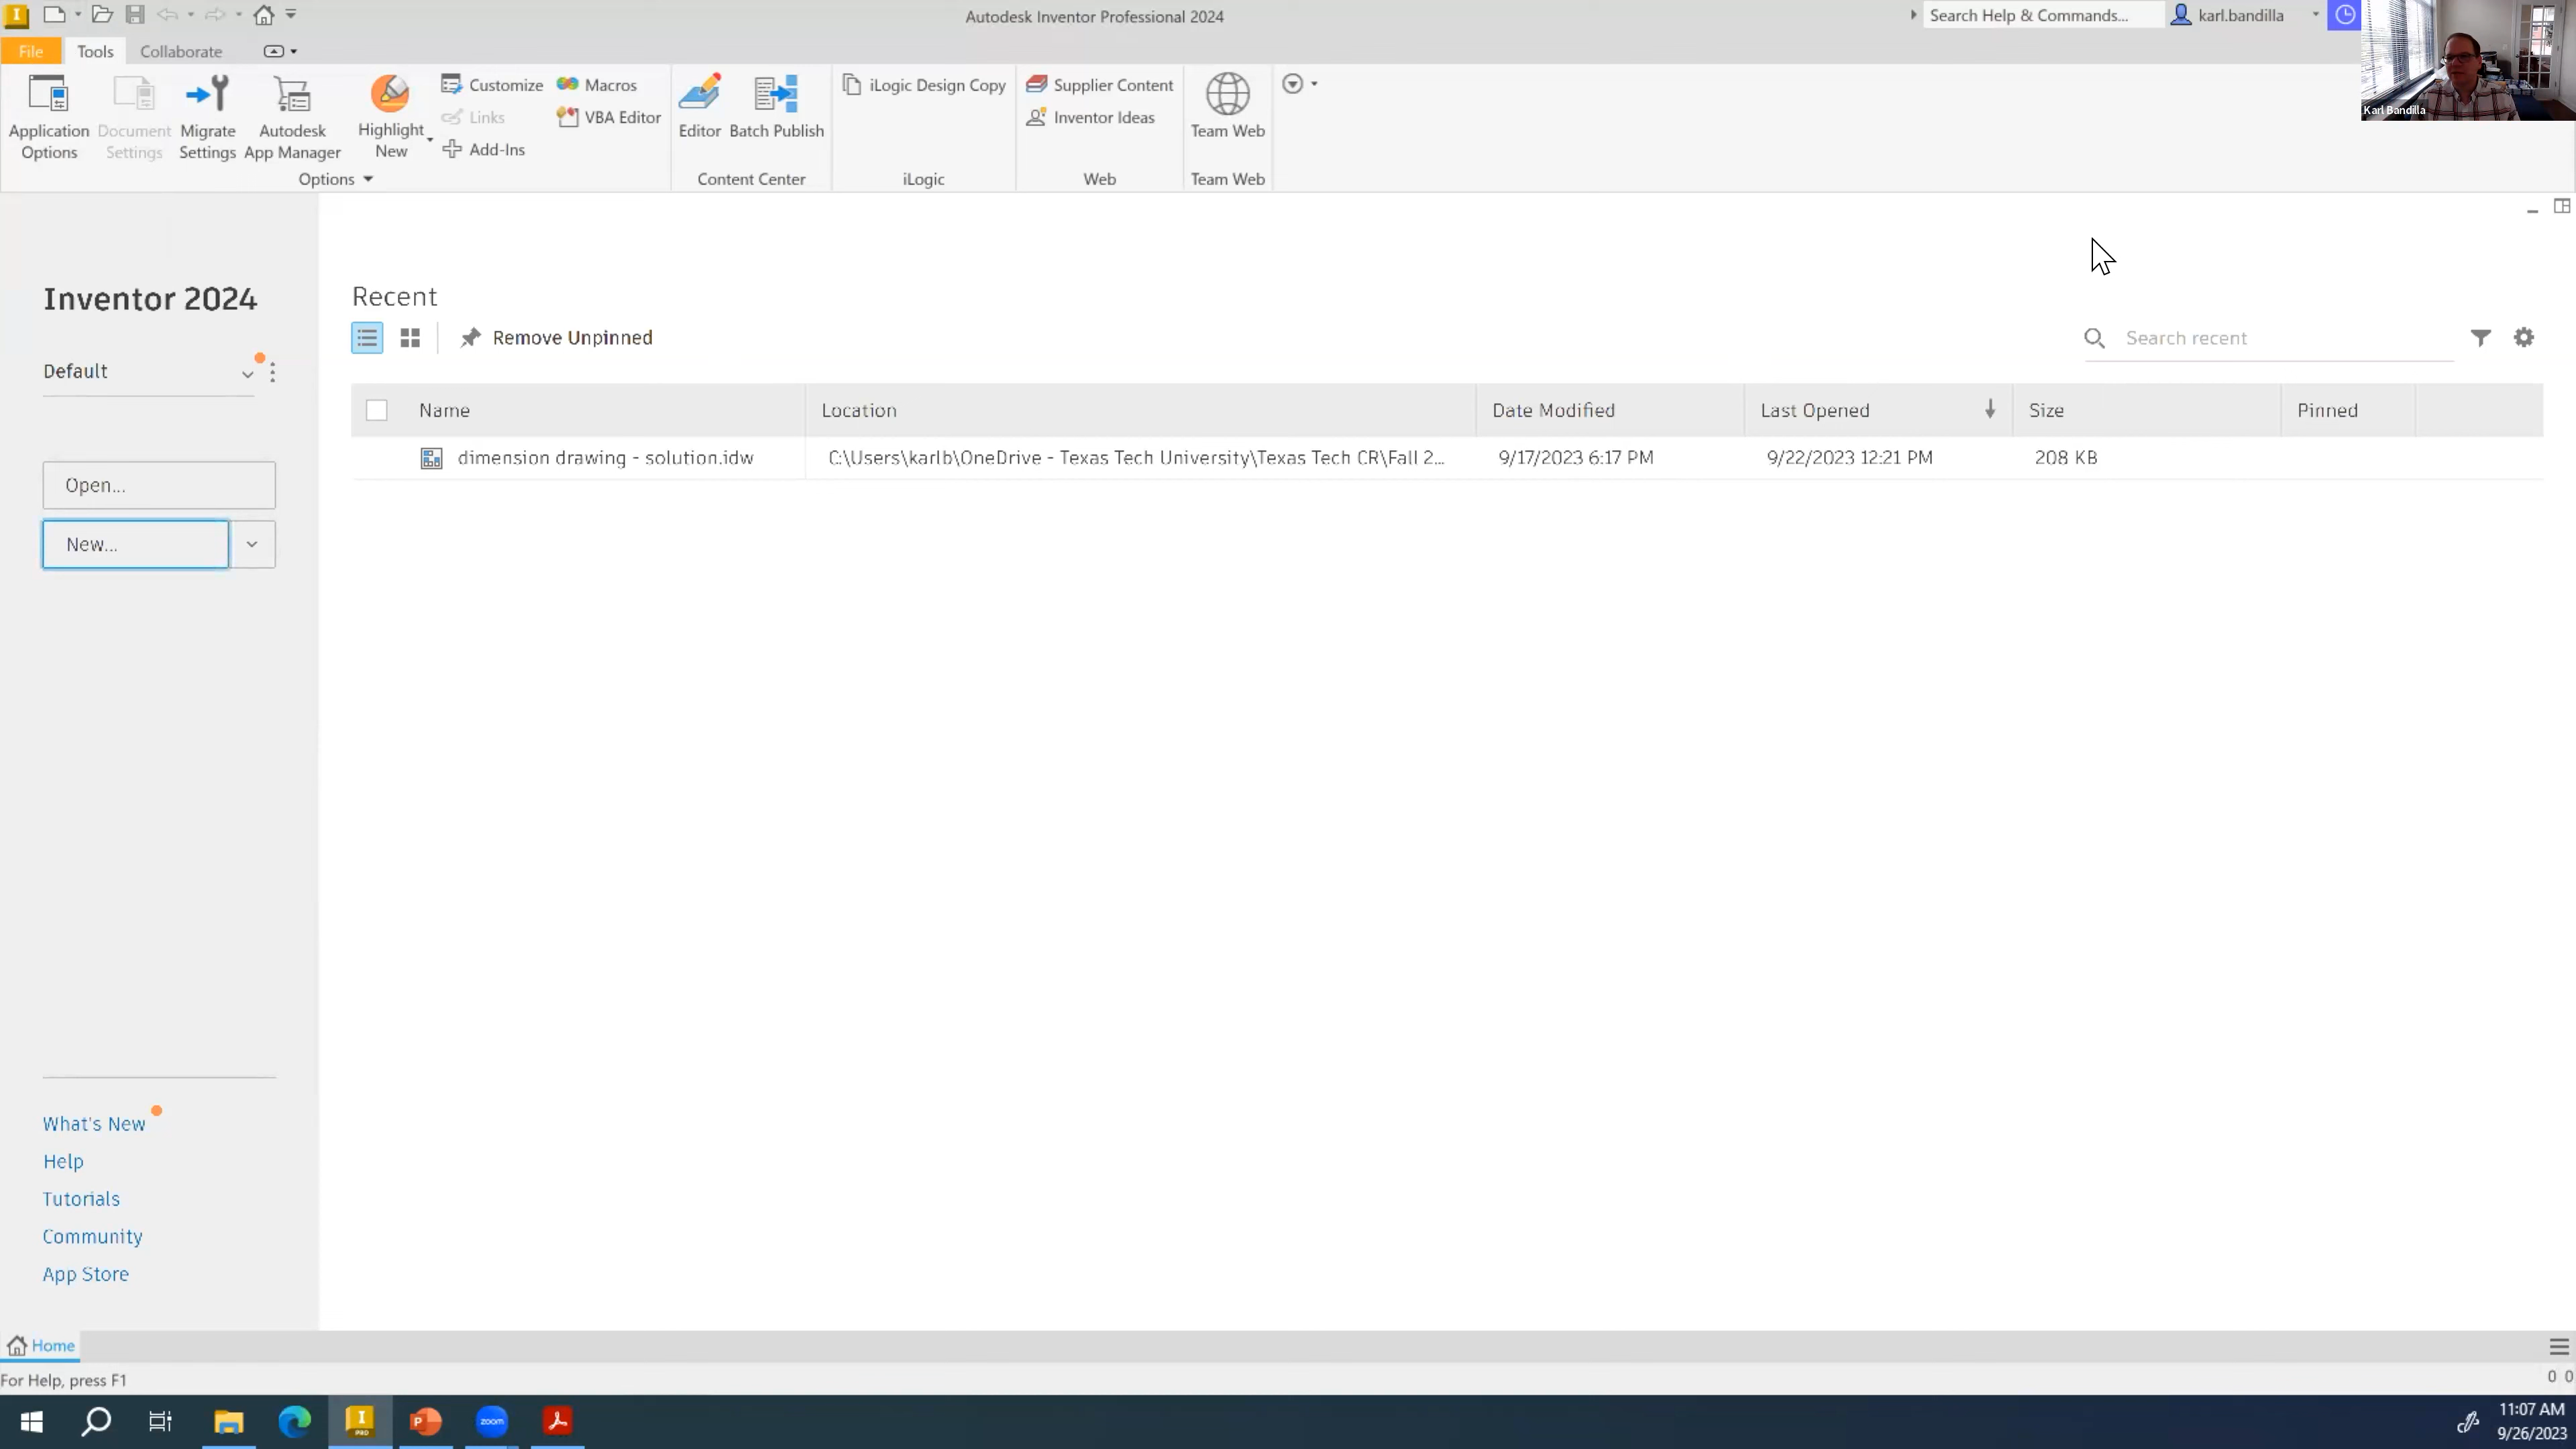 Autodesk Inventor Professional 2024
Search Help & Commands...
karl.bandilla
File
Tools
Collaborate
Application Options
Document Settings
Migrate Settings
Autodesk App Manager
Highlight New
Customize
Links
Add-Ins
Macros
VBA Editor
Options
Editor
Batch Publish
Content Center
iLogic Design Copy
iLogic
Supplier Content
Inventor Ideas
Web
Team Web
Team Web
Karl Bandilla
Inventor 2024
Default
Open...
New...
Recent
Remove Unpinned
Search recent
Name Location Date Modified Last Opened Size Pinned
dimension drawing - solution.idw C:\Users\karlb\OneDrive - Texas Tech University\Texas Tech CR\Fall 2... 9/17/2023 6:17 PM 9/22/2023 12:21 PM 208 KB
What's New
Help
Tutorials
Community
App Store
Home
For Help, press F1
0 0
I PRO
P
zoom
11:07 AM
9/26/2023